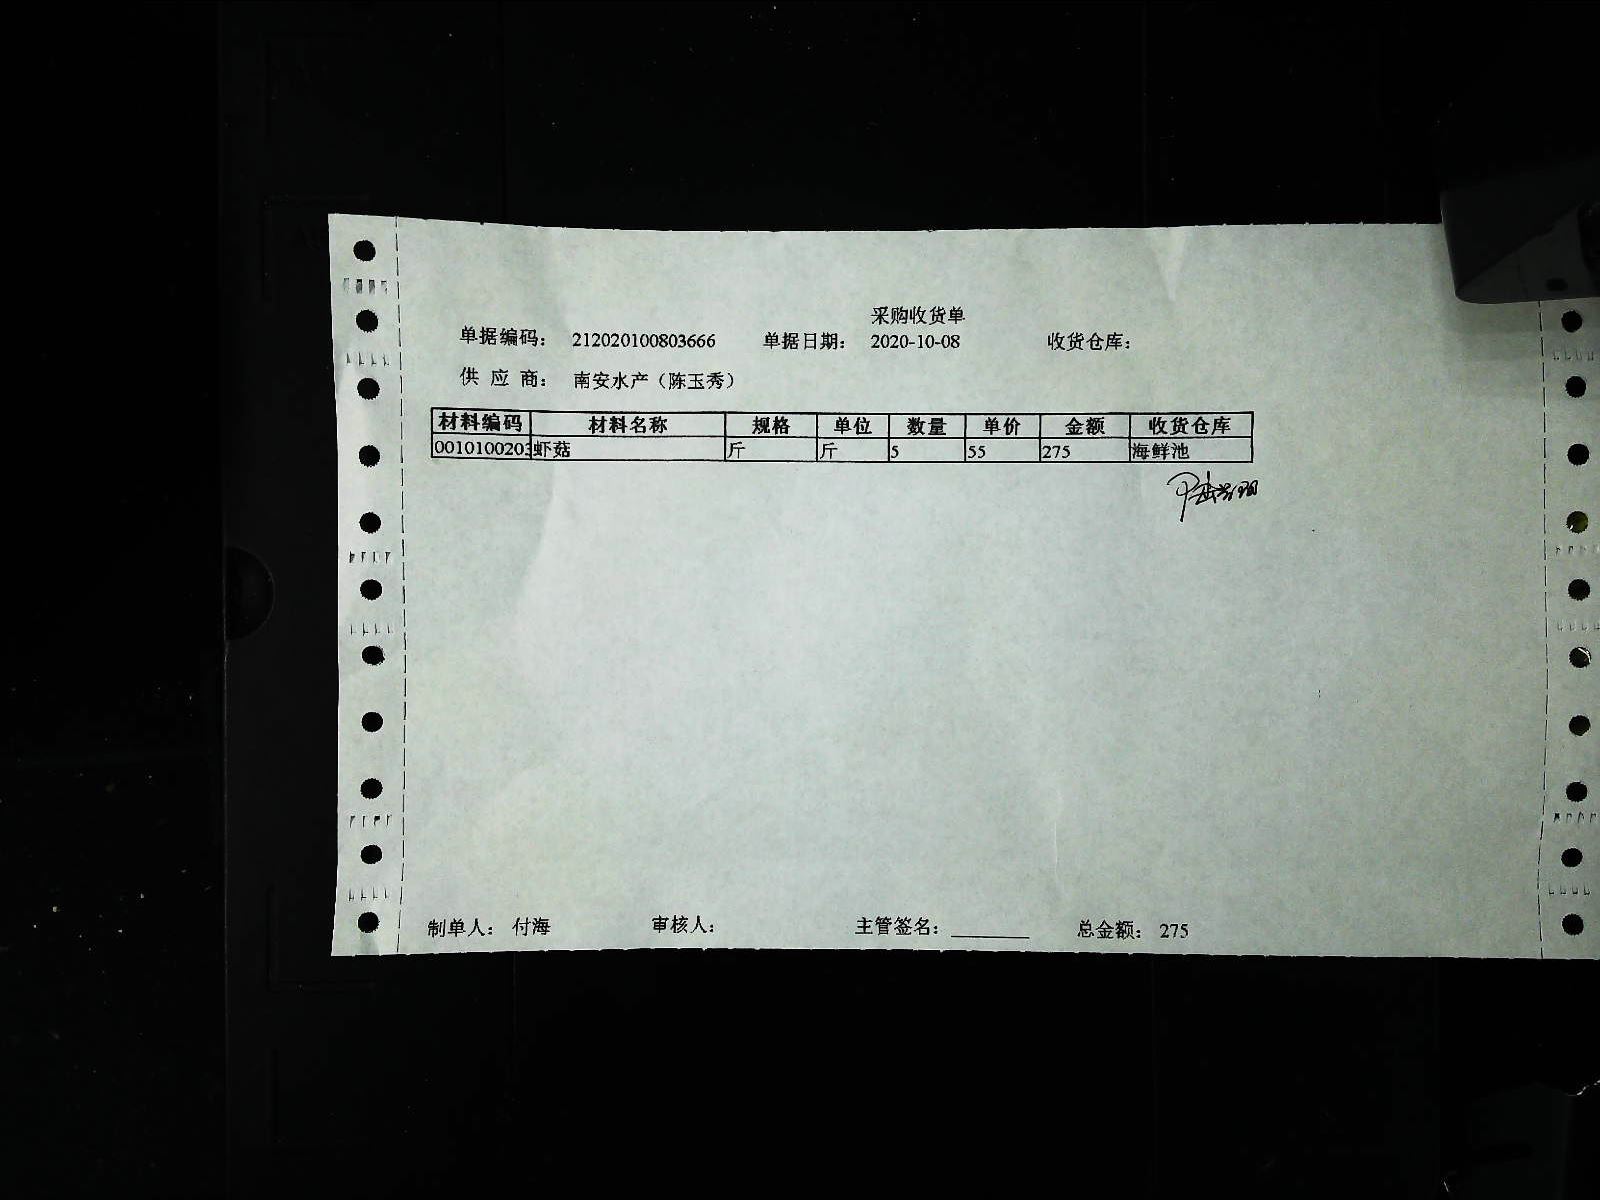 采购收货单
单据编码： 212020100803666 单据日期： 2020-10-08 收货仓库：
供 应 商： 南安水产（陈玉秀）
材料编码 材料名称 规格 单位 数量 单价 金额 收货仓库
0010100203 虾菇 斤 斤 5 55 275 海鲜池
制单人： 付海 审核人： 主管签名： ________ 总金额： 275